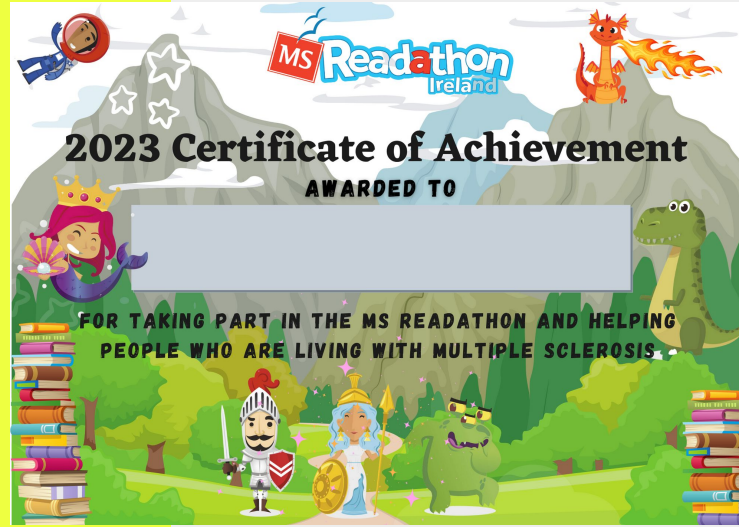 MS Readathon
Ireland
2023 Certificate of Achievement
AWARDED TO
FOR TAKING PART IN THE MS READATHON AND HELPING
PEOPLE WHO ARE LIVING WITH MULTIPLE SCLEROSIS.